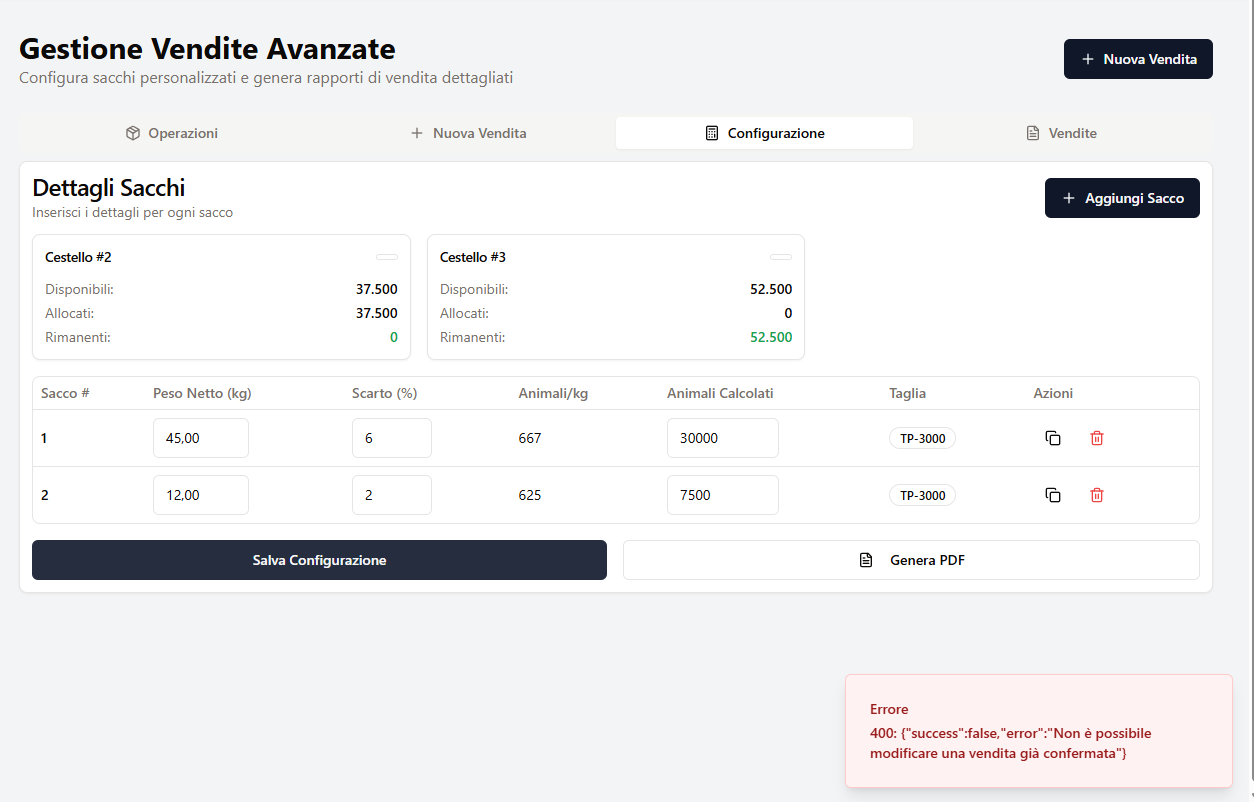 Gestione Vendite Avanzate
Configura sacchi personalizzati e genera rapporti di vendita dettagliati
Nuova Vendita
Operazioni
Nuova Vendita
Configurazione
Vendite
Dettagli Sacchi
Inserisci i dettagli per ogni sacco
Aggiungi Sacco
Cestello #2
Disponibili: 37.500
Allocati: 37.500
Rimanenti: 0
Cestello #3
Disponibili: 52.500
Allocati: 0
Rimanenti: 52.500
Sacco # Peso Netto (kg) Scarto (%) Animali/kg Animali Calcolati Taglia Azioni
1 45,00 6 667 30000 TP-3000
2 12,00 2 625 7500 TP-3000
Salva Configurazione
Genera PDF
Errore
400: {"success":false,"error":"Non è possibile
modificare una vendita già confermata"}